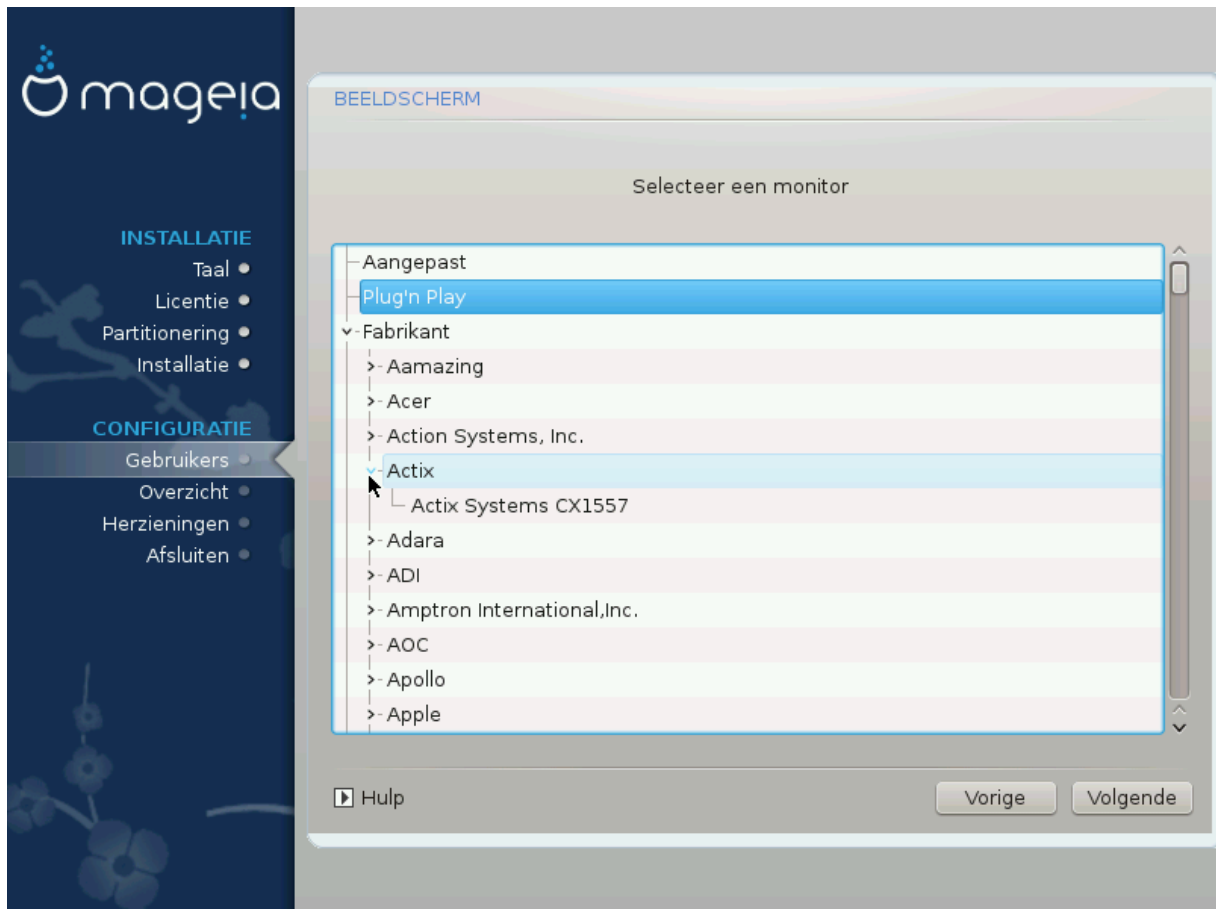 mageia
INSTALLATIE
Taal
Licentie
Partitionering
Installatie
CONFIGURATIE
Gebruikers
Overzicht
Herzieningen
Afsluiten
BEELDSCHERM
Selecteer een monitor
Aangepast
Plug'n Play
Fabrikant
Aamazing
Acer
Action Systems, Inc.
Actix
Actix Systems CX1557
Adara
ADI
Amptron International,Inc.
AOC
Apollo
Apple
Hulp
Vorige
Volgende